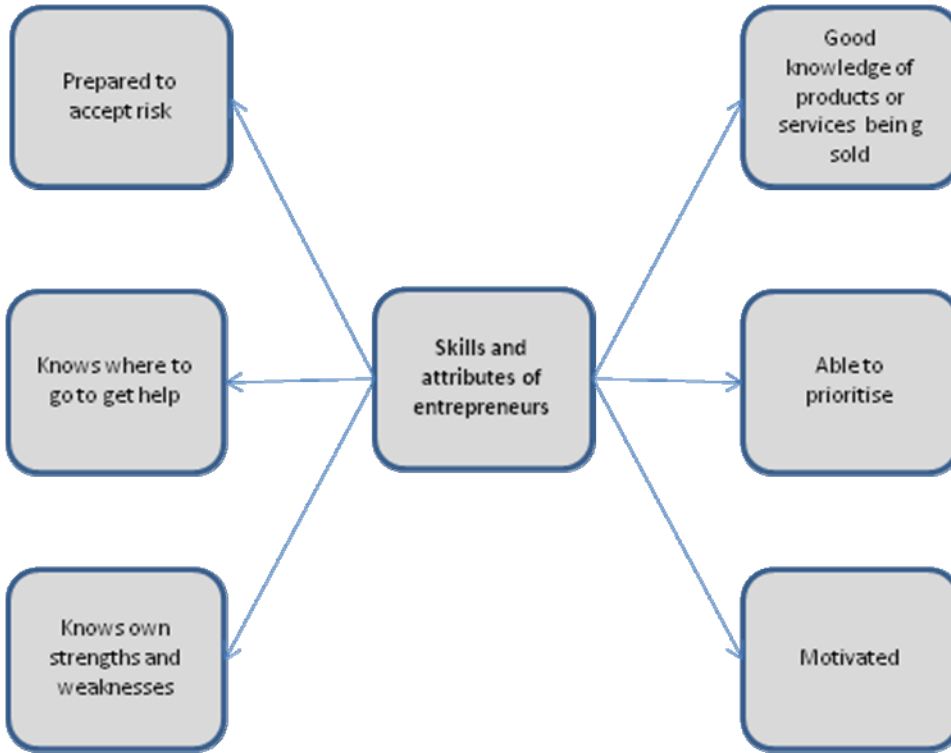 Prepared to
accept risk
Good
knowledge of
products or
services being
sold
Knows where to
go to get help
Skills and
attributes of
entrepreneurs
Able to
prioritise
Knows own
strengths and
weaknesses
Motivated